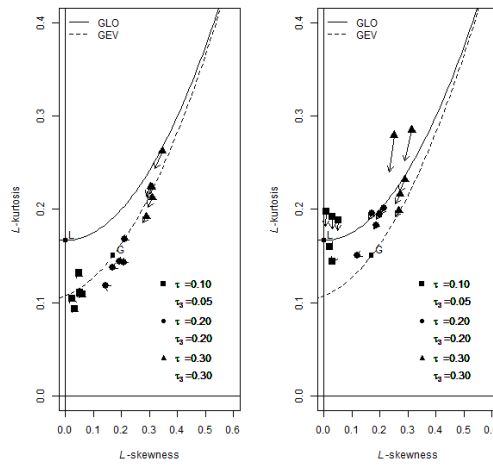 GLO
GEV
0.4
0.3
0.2
0.1
0.0
L-kurtosis
L
G
τ =0.10
τ3=0.05
τ =0.20
τ3=0.20
τ =0.30
τ3=0.30
0.0 0.1 0.2 0.3 0.4 0.5 0.6
L-skewness
GLO
GEV
0.4
0.3
0.2
0.1
0.0
L-kurtosis
L
G
τ =0.10
τ3=0.05
τ =0.20
τ3=0.20
τ =0.30
τ3=0.30
0.0 0.1 0.2 0.3 0.4 0.5 0.6
L-skewness